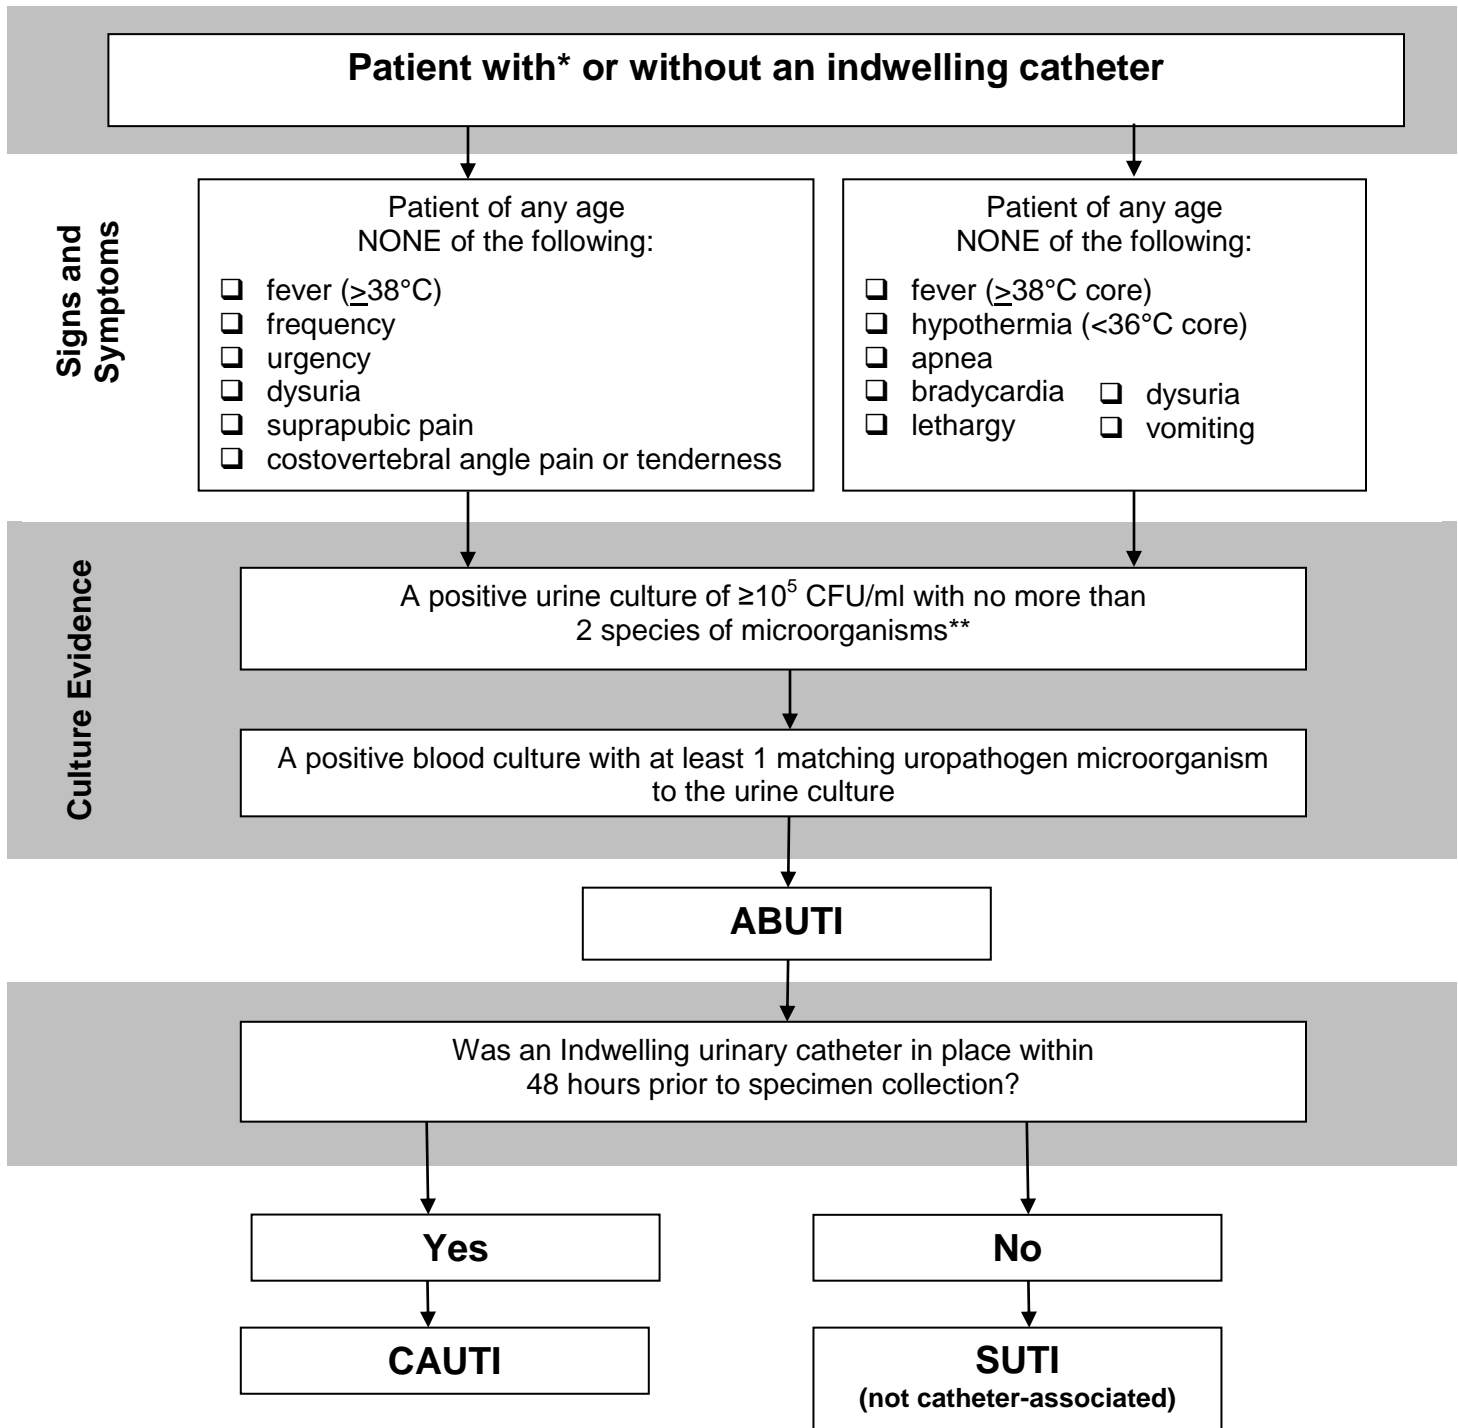 Patient with* or without an indwelling catheter
Signs and
Symptoms
Patient of any age
NONE of the following:
❑ fever (≥38°C)
❑ frequency
❑ urgency
❑ dysuria
❑ suprapubic pain
❑ costovertebral angle pain or tenderness
Patient of any age
NONE of the following:
❑ fever (≥38°C core)
❑ hypothermia (<36°C core)
❑ apnea
❑ bradycardia ❑ dysuria
❑ lethargy ❑ vomiting
Culture Evidence
A positive urine culture of ≥10⁵ CFU/ml with no more than
2 species of microorganisms**
A positive blood culture with at least 1 matching uropathogen microorganism
to the urine culture
ABUTI
Was an Indwelling urinary catheter in place within
48 hours prior to specimen collection?
Yes
No
CAUTI
SUTI
(not catheter-associated)